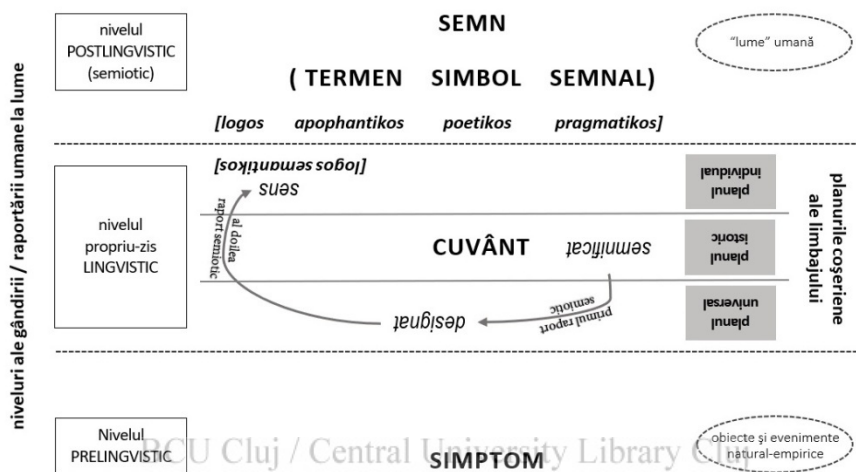 nivelul
POSTLINGVISTIC
(semiotic)
SEMN
"lume" umană
( TERMEN SIMBOL SEMNAL)
[logos apophantikos poetikos pragmatikos]
niveluri ale gândirii / raportării umane la lume
nivelul
propriu-zis
LINGVISTIC
[logos semantikos]
sens
al doilea
raport semiotic
CUVÂNT
semnificat
primul raport
semiotic
designat
planul
individual
planul
istoric
planul
universal
planurile coșeriene
ale limbajului
Nivelul
PRELINGVISTIC
SIMPTOM
obiecte şi evenimente
natural-empirice
BCU Cluj / Central University Library Cluj